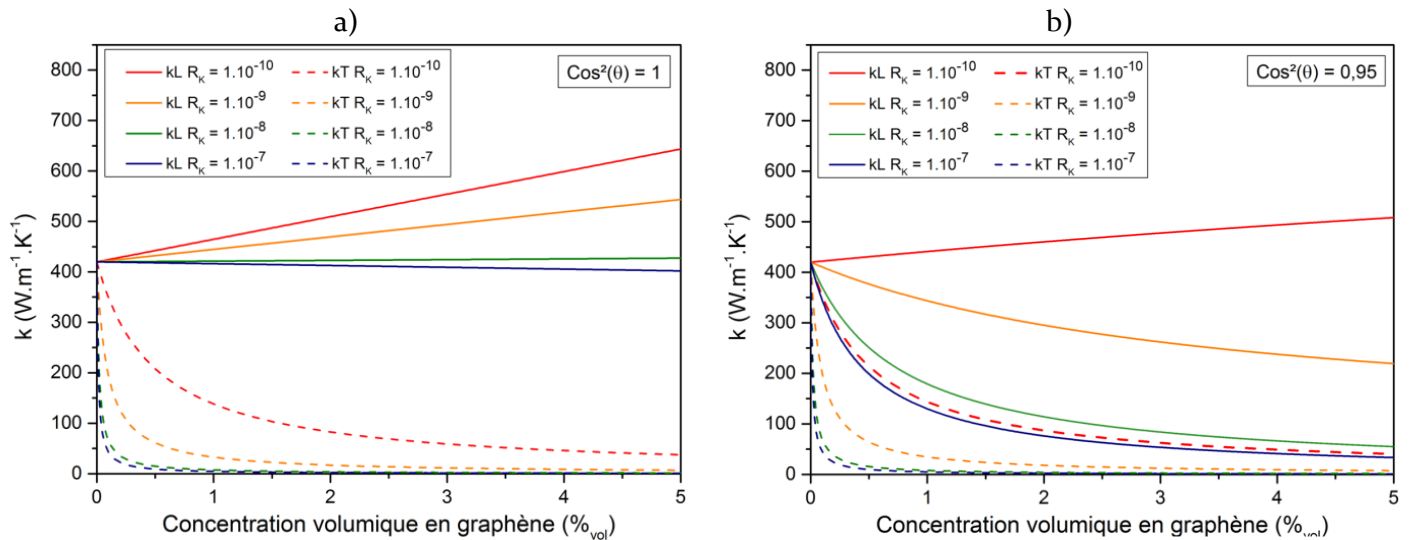 a)
kL R_K = 1.10^-10 kT R_K = 1.10^-10
kL R_K = 1.10^-9 kT R_K = 1.10^-9
kL R_K = 1.10^-8 kT R_K = 1.10^-8
kL R_K = 1.10^-7 kT R_K = 1.10^-7
Cos²(θ) = 1
800
700
600
500
400
300
200
100
0
k (W.m^-1.K^-1)
0 1 2 3 4 5
Concentration volumique en graphène (%_vol)
b)
kL R_K = 1.10^-10 kT R_K = 1.10^-10
kL R_K = 1.10^-9 kT R_K = 1.10^-9
kL R_K = 1.10^-8 kT R_K = 1.10^-8
kL R_K = 1.10^-7 kT R_K = 1.10^-7
Cos²(θ) = 0,95
800
700
600
500
400
300
200
100
0
k (W.m^-1.K^-1)
0 1 2 3 4 5
Concentration volumique en graphène (%_vol)